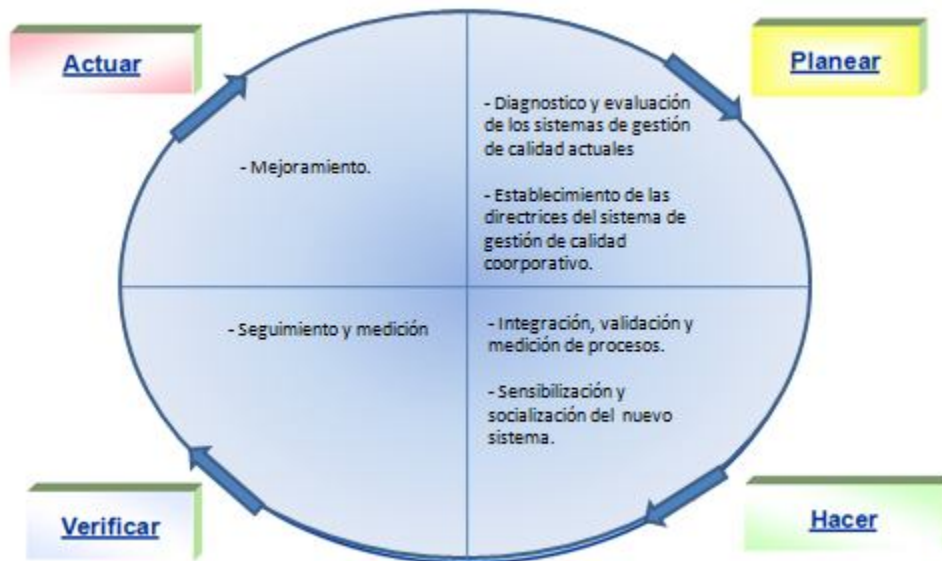 Actuar
Planear
- Diagnostico y evaluación
de los sistemas de gestión
de calidad actuales
- Establecimiento de las
directrices del sistema de
gestión de calidad
coorporativo.
- Mejoramiento.
- Seguimiento y medición
- Integración, validación y
medición de procesos.
- Sensibilización y
socialización del nuevo
sistema.
Verificar
Hacer